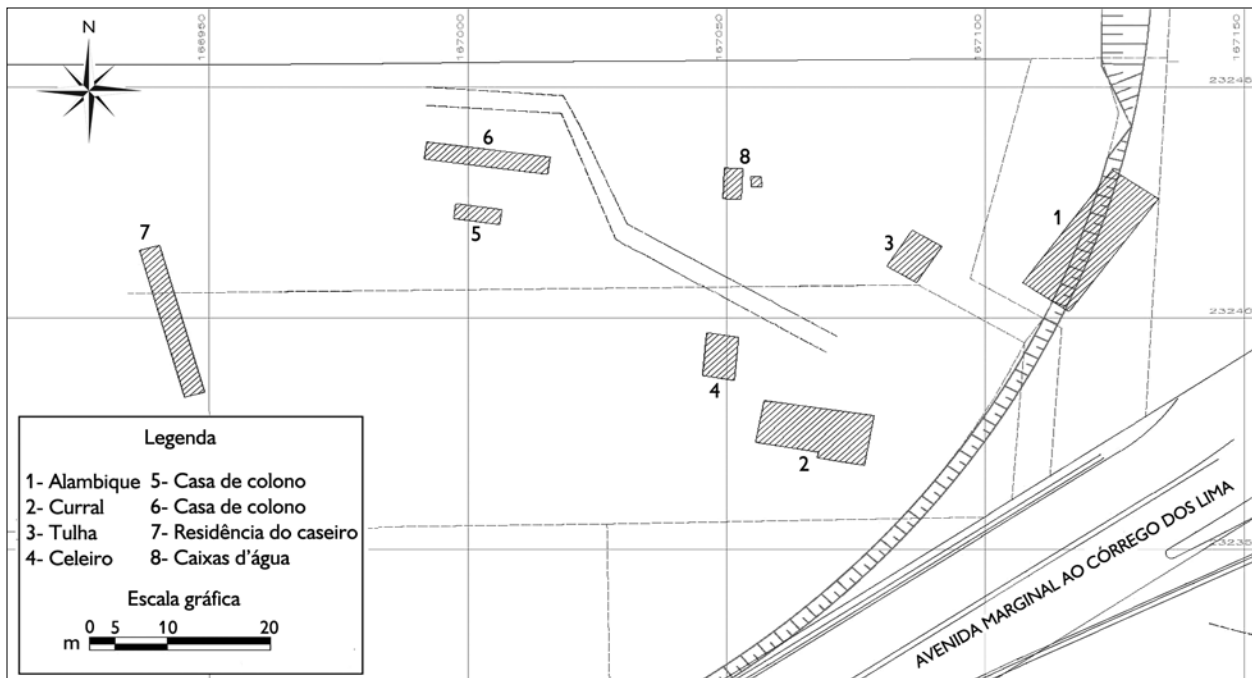 N
166950
167000
167050
167100
167150
6
8
1
5
7
3
4
2
23240
AVENIDA MARGINAL AO CÓRREGO DOS LIMA
Legenda
1- Alambique 5- Casa de colono
2- Curral 6- Casa de colono
3- Tulha 7- Residência do caseiro
4- Celeiro 8- Caixas d'água
Escala gráfica
0 5 10 20
m